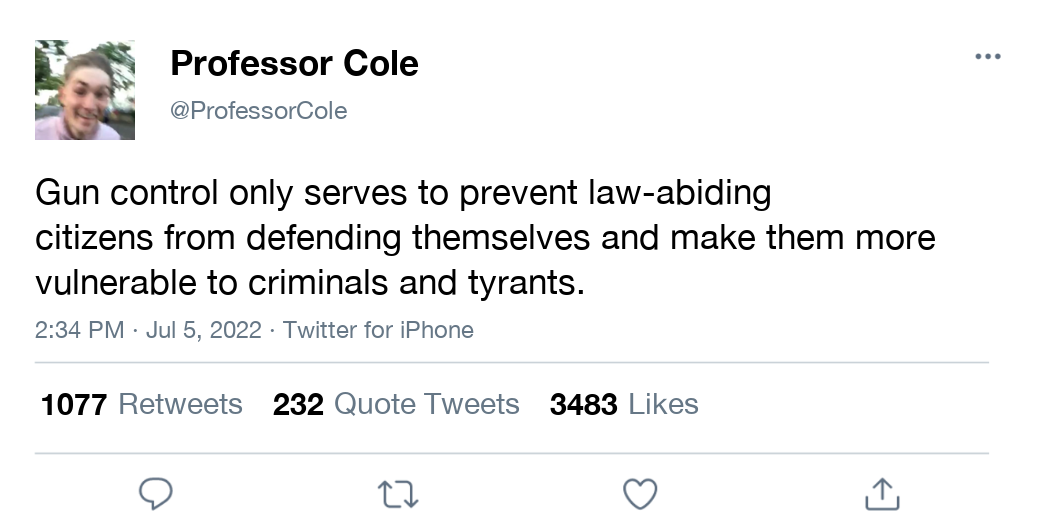 Professor Cole
@ProfessorCole
Gun control only serves to prevent law-abiding
citizens from defending themselves and make them more
vulnerable to criminals and tyrants.
2:34 PM · Jul 5, 2022 · Twitter for iPhone
1077 Retweets 232 Quote Tweets 3483 Likes